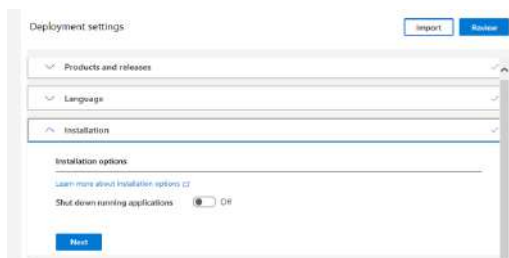 Deployment settings
Import
Review
Products and releases
Language
Installation
Installation options
Learn more about installation options
Shut down running applications
Off
Next